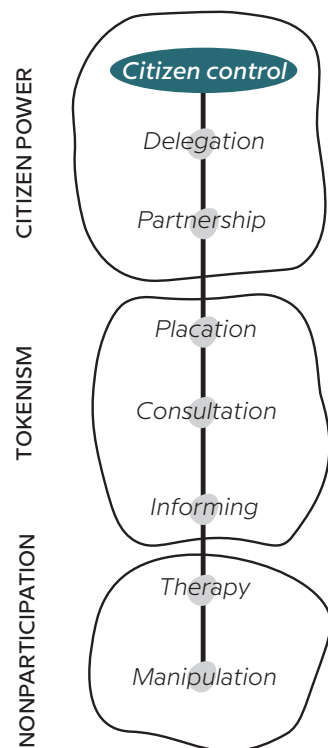 CITIZEN POWER
Citizen control
Delegation
Partnership
TOKENISM
Placation
Consultation
Informing
NONPARTICIPATION
Therapy
Manipulation